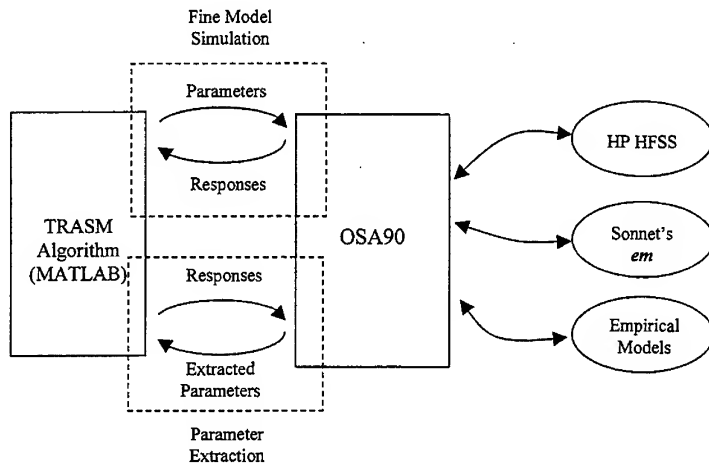 Fine Model
Simulation
Parameters
Responses
TRASM
Algorithm
(MATLAB)
Responses
Extracted
Parameters
Parameter
Extraction
OSA90
HP HFSS
Sonnet's
em
Empirical
Models